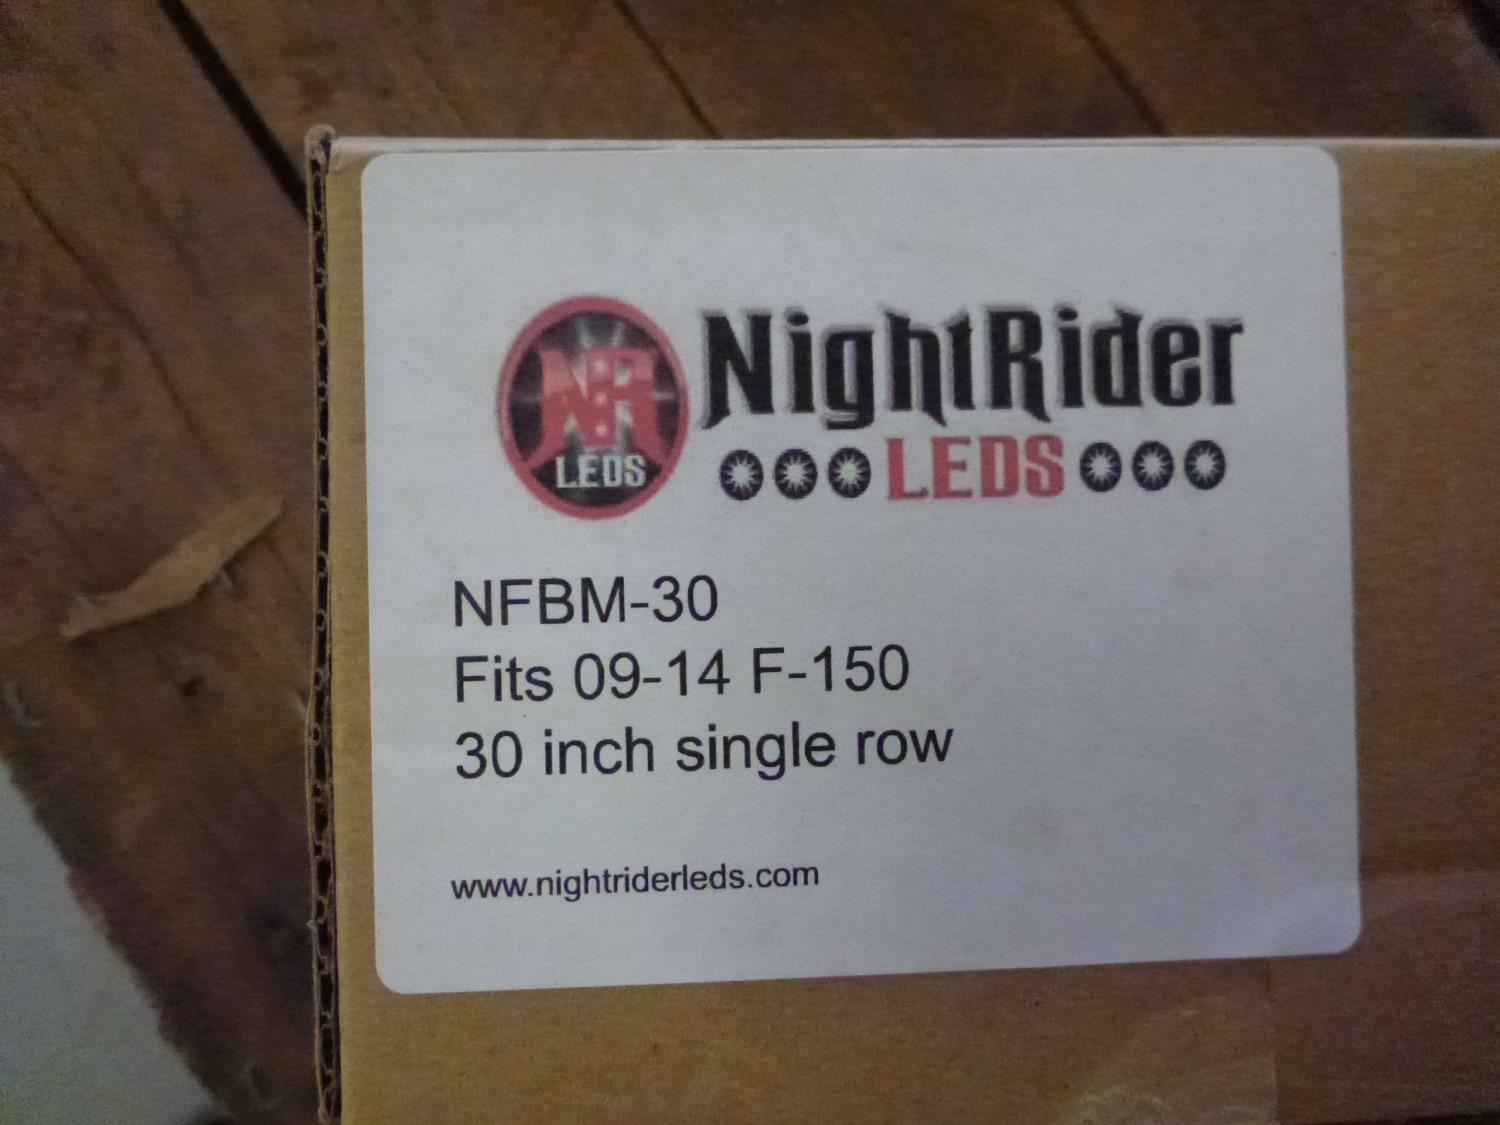 NR
LEDS
NightRider
LEDS
NFBM-30
Fits 09-14 F-150
30 inch single row
www.nightriderleds.com